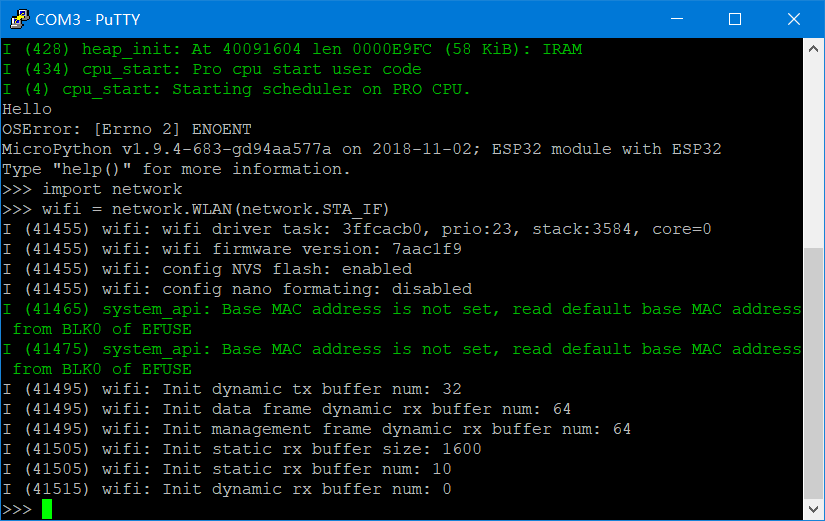 COM3 - PuTTY
I (428) heap_init: At 40091604 len 0000E9FC (58 KiB): IRAM
I (434) cpu_start: Pro cpu start user code
I (4) cpu_start: Starting scheduler on PRO CPU.
Hello
OSError: [Errno 2] ENOENT
MicroPython v1.9.4-683-gd94aa577a on 2018-11-02; ESP32 module with ESP32
Type "help()" for more information.
>>> import network
>>> wifi = network.WLAN(network.STA_IF)
I (41455) wifi: wifi driver task: 3ffcacb0, prio:23, stack:3584, core=0
I (41455) wifi: wifi firmware version: 7aac1f9
I (41455) wifi: config NVS flash: enabled
I (41455) wifi: config nano formating: disabled
I (41465) system_api: Base MAC address is not set, read default base MAC address
 from BLK0 of EFUSE
I (41475) system_api: Base MAC address is not set, read default base MAC address
 from BLK0 of EFUSE
I (41495) wifi: Init dynamic tx buffer num: 32
I (41495) wifi: Init data frame dynamic rx buffer num: 64
I (41495) wifi: Init management frame dynamic rx buffer num: 64
I (41505) wifi: Init static rx buffer size: 1600
I (41505) wifi: Init static rx buffer num: 10
I (41515) wifi: Init dynamic rx buffer num: 0
>>>